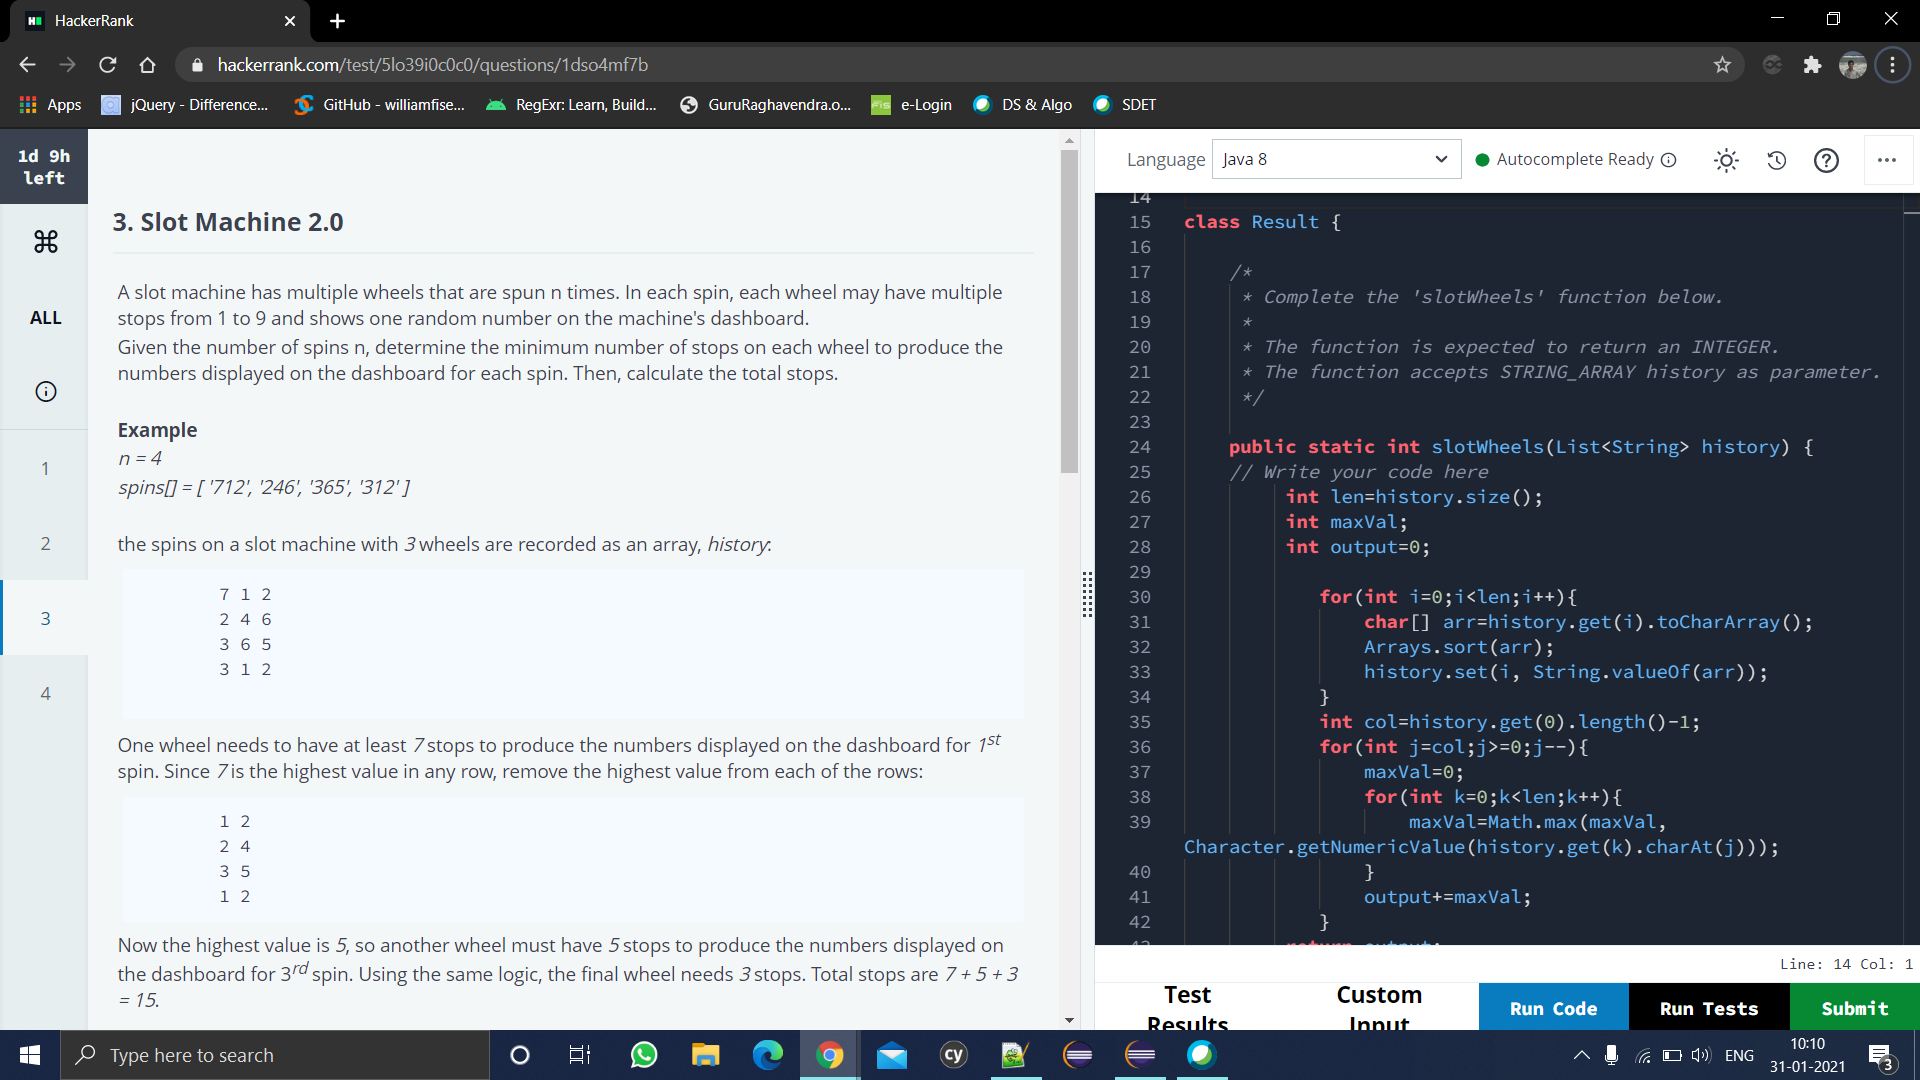 HackerRank
hackerrank.com/test/5lo39i0c0c0/questions/1dso4mf7b
Apps
jQuery - Difference...
GitHub - williamfise...
RegExr: Learn, Build...
GuruRaghavendra.o...
e-Login
DS & Algo
SDET
1d 9h
left
ALL
1
2
3
4
3. Slot Machine 2.0
A slot machine has multiple wheels that are spun n times. In each spin, each wheel may have multiple
stops from 1 to 9 and shows one random number on the machine's dashboard.
Given the number of spins n, determine the minimum number of stops on each wheel to produce the
numbers displayed on the dashboard for each spin. Then, calculate the total stops.
Example
n = 4
spins[] = [ '712', '246', '365', '312' ]
the spins on a slot machine with 3 wheels are recorded as an array, history:
7 1 2
2 4 6
3 6 5
3 1 2
One wheel needs to have at least 7 stops to produce the numbers displayed on the dashboard for 1st
spin. Since 7 is the highest value in any row, remove the highest value from each of the rows:
1 2
2 4
3 5
1 2
Now the highest value is 5, so another wheel must have 5 stops to produce the numbers displayed on
the dashboard for 3rd spin. Using the same logic, the final wheel needs 3 stops. Total stops are 7 + 5 + 3
= 15.
Language
Java 8
Autocomplete Ready
14
15 class Result {
16
17 /*
18 * Complete the 'slotWheels' function below.
19 *
20 * The function is expected to return an INTEGER.
21 * The function accepts STRING_ARRAY history as parameter.
22 */
23
24 public static int slotWheels(List<String> history) {
25 // Write your code here
26 int len=history.size();
27 int maxVal;
28 int output=0;
29
30 for(int i=0;i<len;i++){
31 char[] arr=history.get(i).toCharArray();
32 Arrays.sort(arr);
33 history.set(i, String.valueOf(arr));
34 }
35 int col=history.get(0).length()-1;
36 for(int j=col;j>=0;j--){
37 maxVal=0;
38 for(int k=0;k<len;k++){
39 maxVal=Math.max(maxVal,
Character.getNumericValue(history.get(k).charAt(j)));
40 }
41 output+=maxVal;
42 }
43 return output;
Line: 14 Col: 1
Test
Results
Custom
Input
Run Code
Run Tests
Submit
Type here to search
cy
ENG
10:10
31-01-2021
3